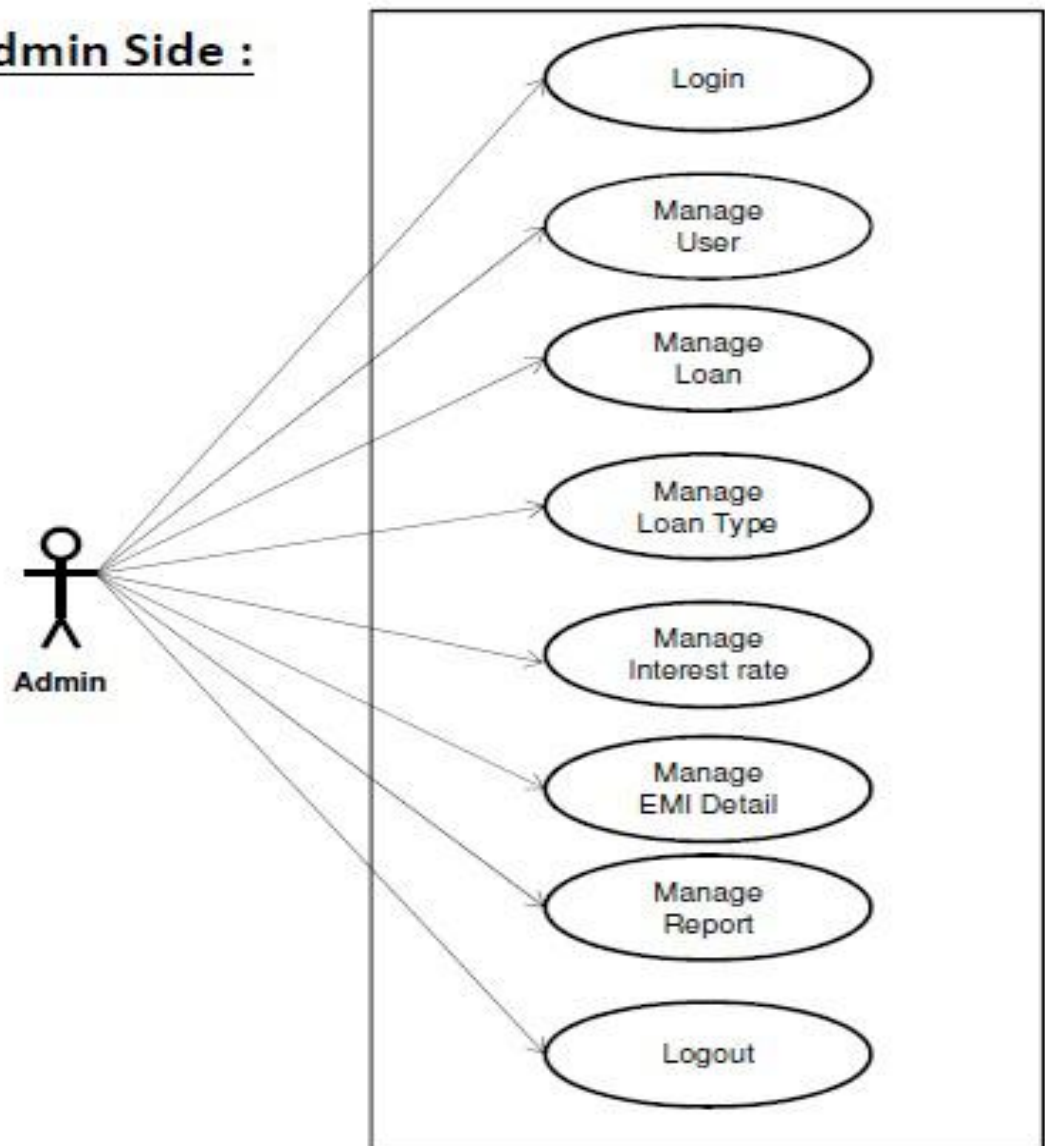 dmin Side :
Login
Manage
User
Manage
Loan
Manage
Loan Type
Manage
Interest rate
Admin
Manage
EMI Detail
Manage
Report
Logout